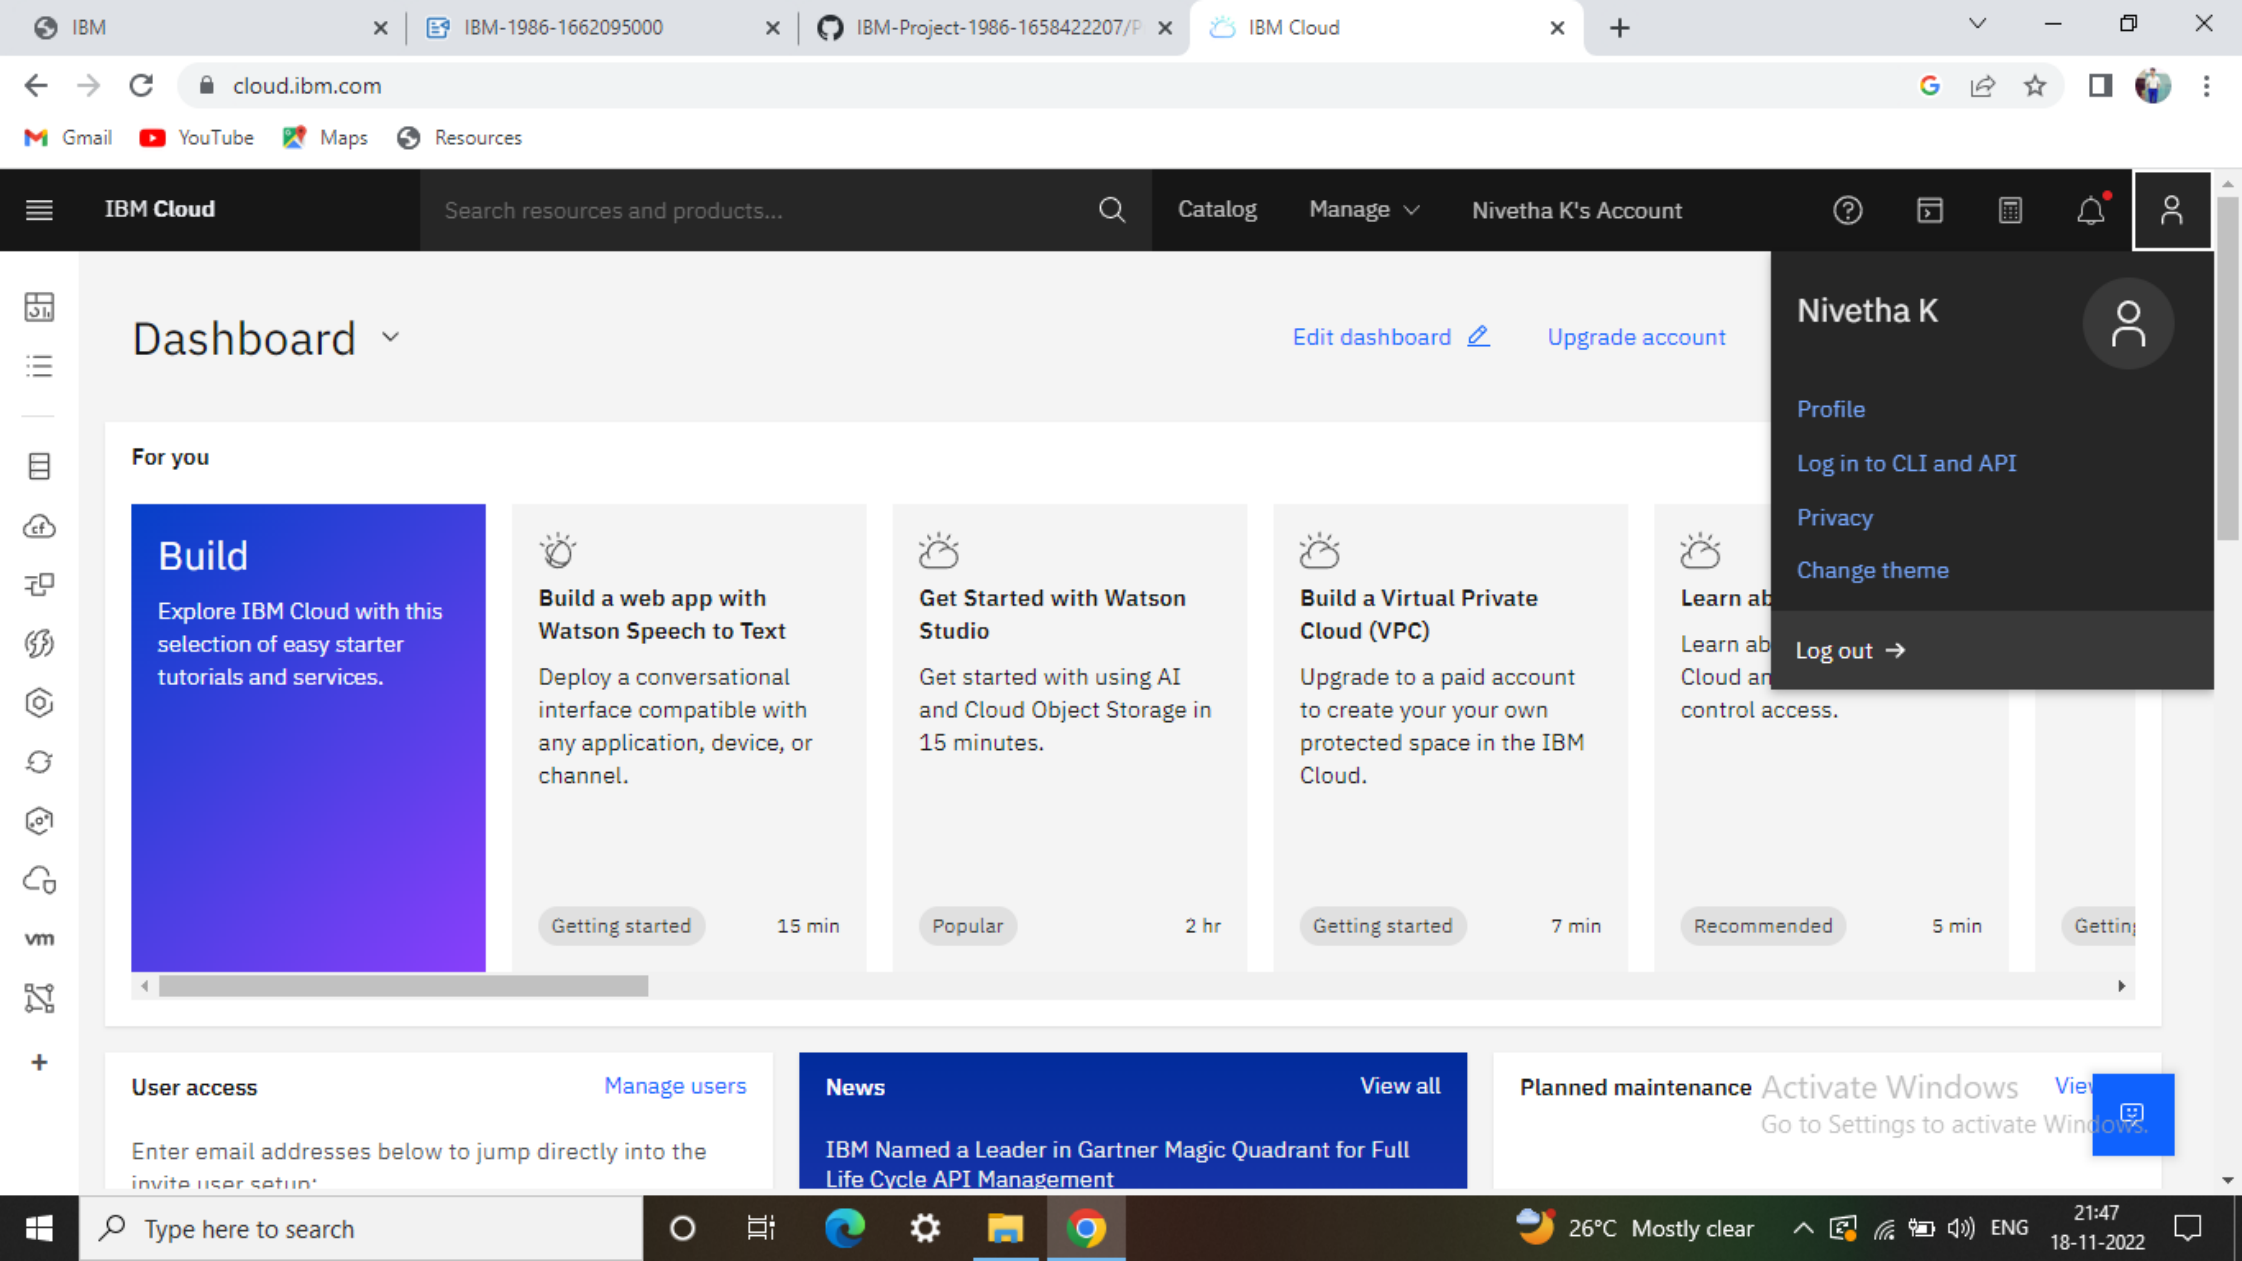 IBM
IBM-1986-1662095000
IBM-Project-1986-1658422207/P
IBM Cloud
cloud.ibm.com
Gmail
YouTube
Maps
Resources
IBM Cloud
Search resources and products...
Catalog
Manage
Nivetha K's Account
Dashboard
Edit dashboard
Upgrade account
Nivetha K
Profile
Log in to CLI and API
Privacy
Change theme
Log out
For you
Build
Explore IBM Cloud with this
selection of easy starter
tutorials and services.
Build a web app with
Watson Speech to Text
Deploy a conversational
interface compatible with
any application, device, or
channel.
Getting started
15 min
Get Started with Watson
Studio
Get started with using AI
and Cloud Object Storage in
15 minutes.
Popular
2 hr
Build a Virtual Private
Cloud (VPC)
Upgrade to a paid account
to create your your own
protected space in the IBM
Cloud.
Getting started
7 min
Learn ab
Learn ab
Cloud an
control access.
Recommended
5 min
Getting
cf
vm
User access
Manage users
Enter email addresses below to jump directly into the
invite user setup:
News
View all
IBM Named a Leader in Gartner Magic Quadrant for Full
Life Cycle API Management
Planned maintenance
Vie
Activate Windows
Go to Settings to activate Windows.
Type here to search
26°C Mostly clear
ENG
21:47
18-11-2022